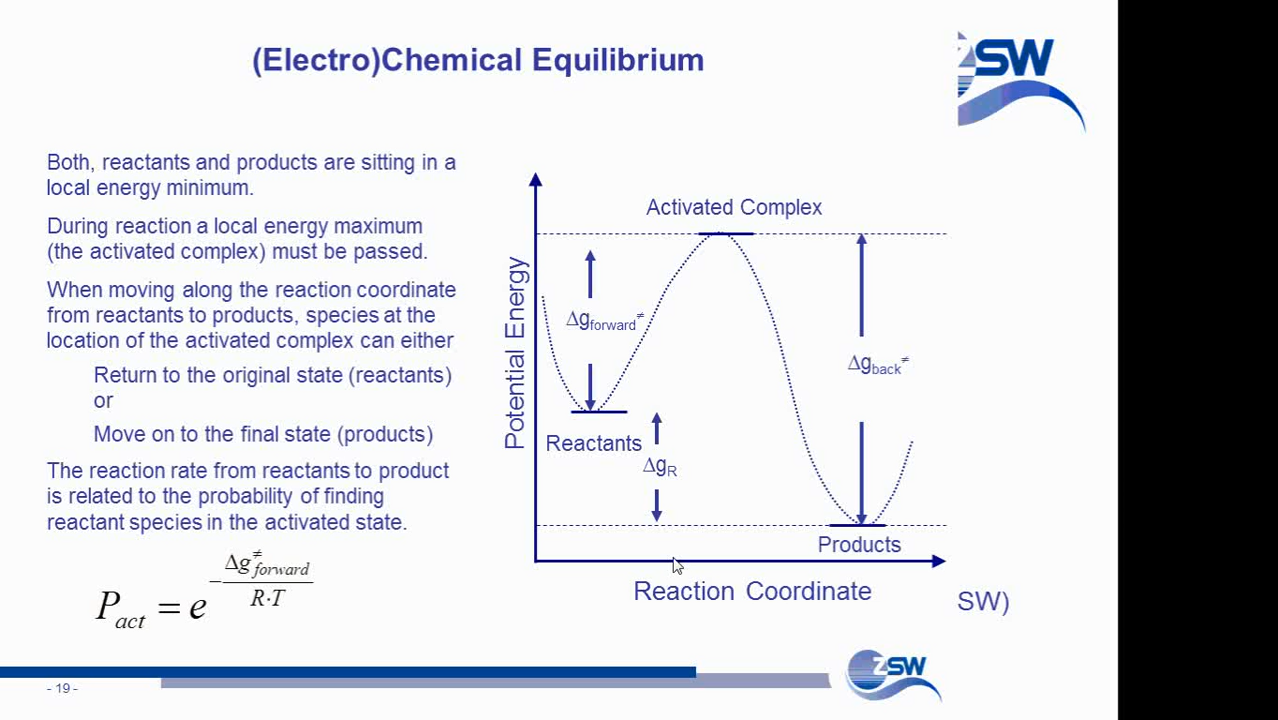 (Electro)Chemical Equilibrium
ZSW
Both, reactants and products are sitting in a
local energy minimum.
During reaction a local energy maximum
(the activated complex) must be passed.
When moving along the reaction coordinate
from reactants to products, species at the
location of the activated complex can either
Return to the original state (reactants)
or
Move on to the final state (products)
The reaction rate from reactants to product
is related to the probability of finding
reactant species in the activated state.
P_act = e^(-Δg^≠_forward / R·T)
Activated Complex
Potential Energy
Δg_forward^≠
Δg_back^≠
Reactants
Δg_R
Products
Reaction Coordinate
SW)
- 19 -
ZSW